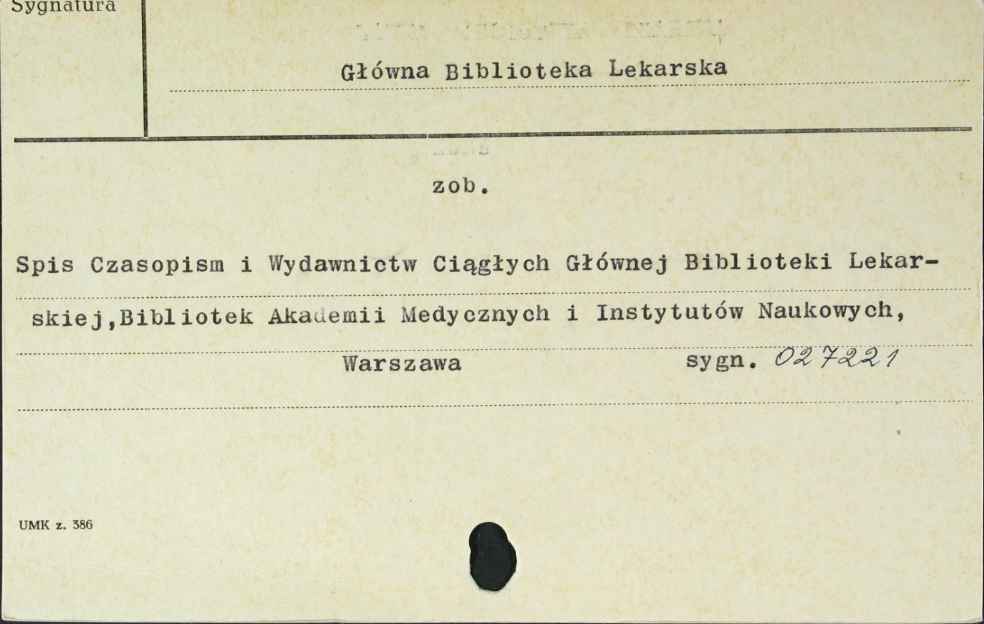 Sygnatura
Główna Biblioteka Lekarska
zob.
Spis Czasopism i Wydawnictw Ciągłych Głównej Biblioteki Lekar-
skiej,Bibliotek Akademii Medycznych i Instytutów Naukowych,
Warszawa sygn. 027221
UMK z. 386